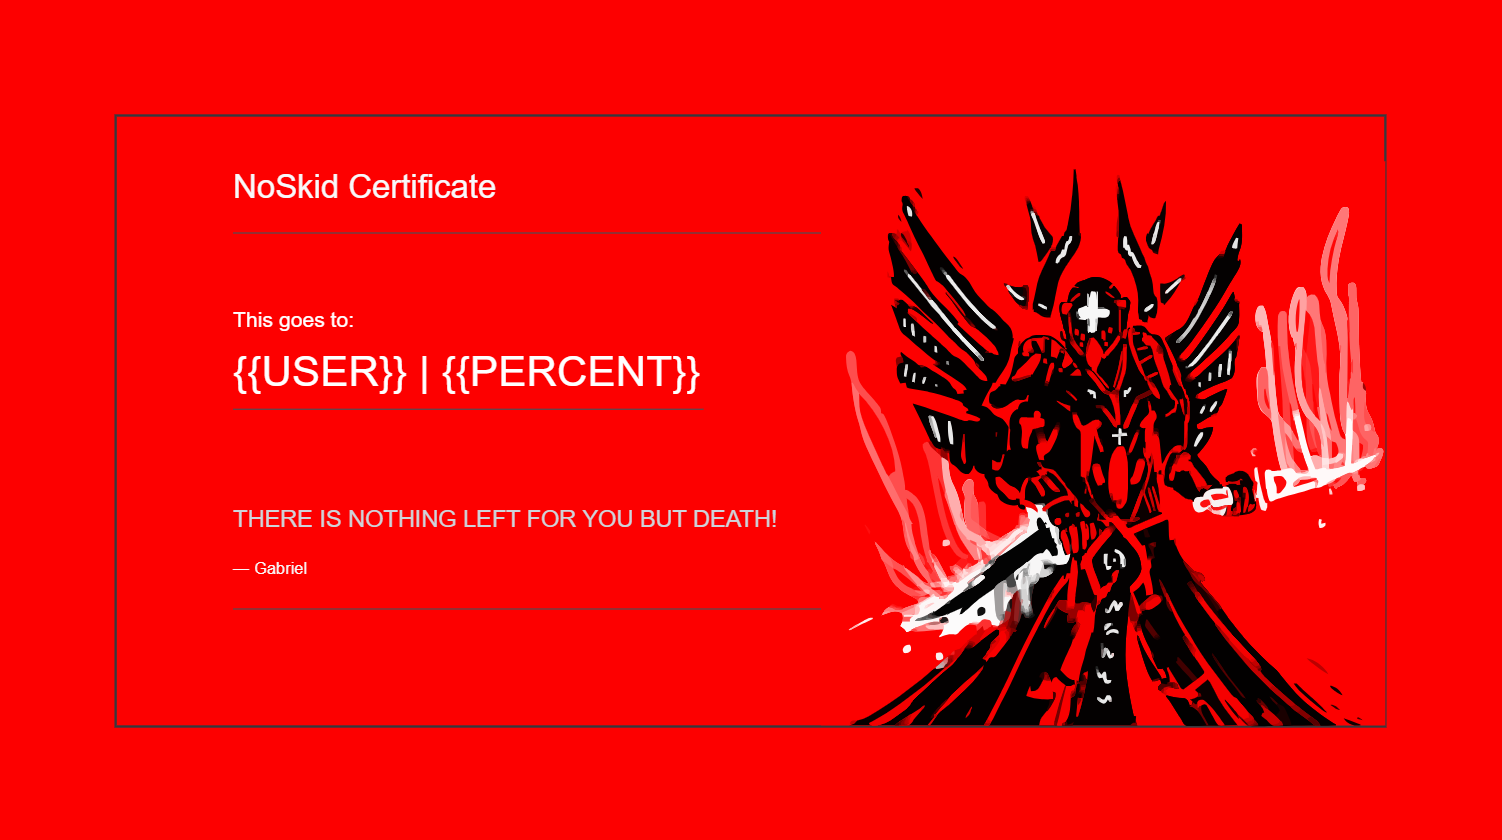 NoSkid Certificate
This goes to:
{{USER}} | {{PERCENT}}
THERE IS NOTHING LEFT FOR YOU BUT DEATH!
— Gabriel